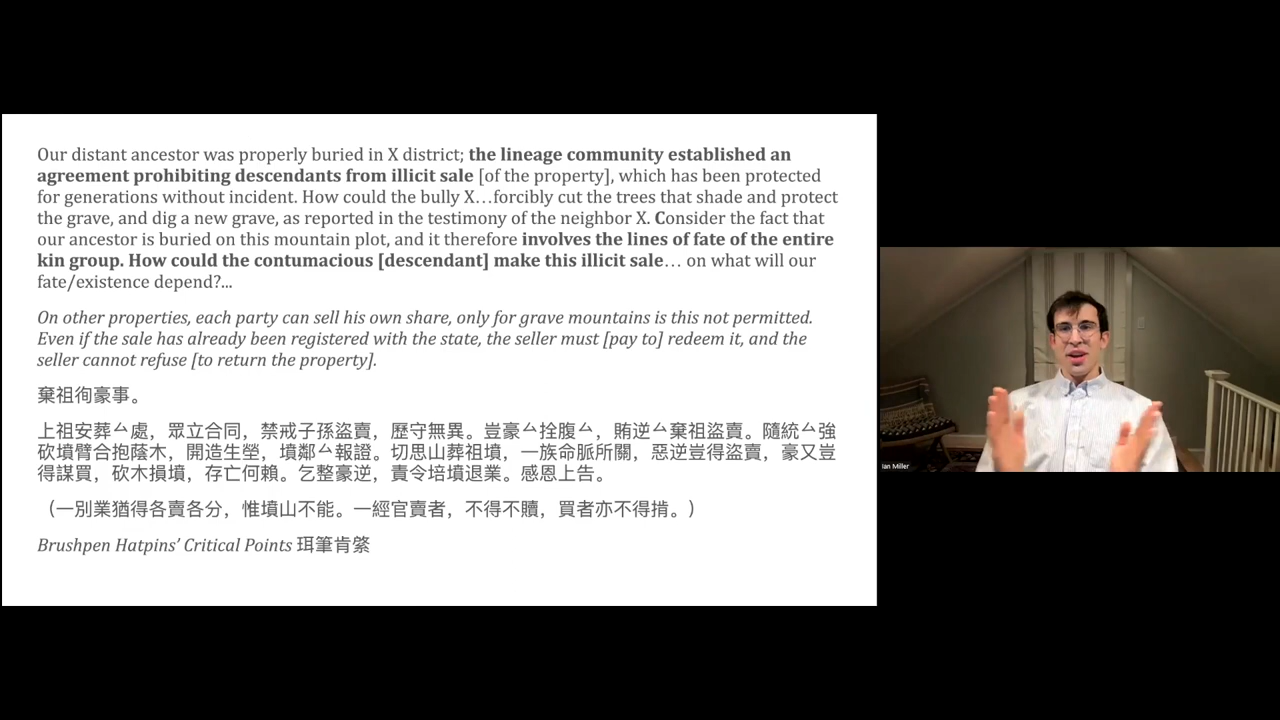 Our distant ancestor was properly buried in X district; the lineage community established an
agreement prohibiting descendants from illicit sale [of the property], which has been protected
for generations without incident. How could the bully X…forcibly cut the trees that shade and protect
the grave, and dig a new grave, as reported in the testimony of the neighbor X. Consider the fact that
our ancestor is buried on this mountain plot, and it therefore involves the lines of fate of the entire
kin group. How could the contumacious [descendant] make this illicit sale… on what will our
fate/existence depend?...
On other properties, each party can sell his own share, only for grave mountains is this not permitted.
Even if the sale has already been registered with the state, the seller must [pay to] redeem it, and the
seller cannot refuse [to return the property].
棄祖徇豪事。
上祖安葬厶處，眾立合同，禁戒子孫盜賣，歷守無異。豈豪厶拴腹厶，賄逆厶棄祖盜賣。隨統厶強
砍墳臂合抱蔭木，開造生塋，墳鄰厶報證。切思山葬祖墳，一族命脈所關，惡逆豈得盜賣，豪又豈
得謀買，砍木損墳，存亡何賴。乞整豪逆，責令培墳退業。感恩上告。
（一別業猶得各賣各分，惟墳山不能。一經官賣者，不得不贖，買者亦不得掯。）
Brushpen Hatpins’ Critical Points 珥筆肯綮
Ian Miller